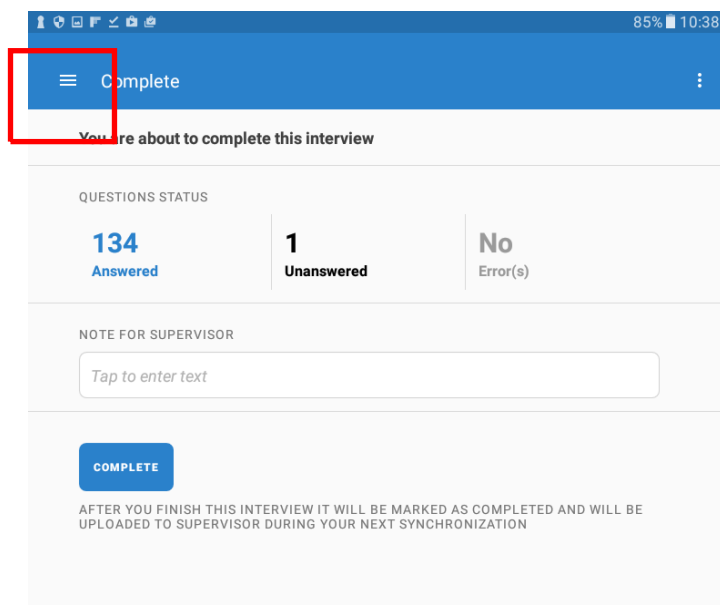 85% 10:38
Complete
You are about to complete this interview
QUESTIONS STATUS
134 1 No
Answered Unanswered Error(s)
NOTE FOR SUPERVISOR
Tap to enter text
COMPLETE
AFTER YOU FINISH THIS INTERVIEW IT WILL BE MARKED AS COMPLETED AND WILL BE
UPLOADED TO SUPERVISOR DURING YOUR NEXT SYNCHRONIZATION